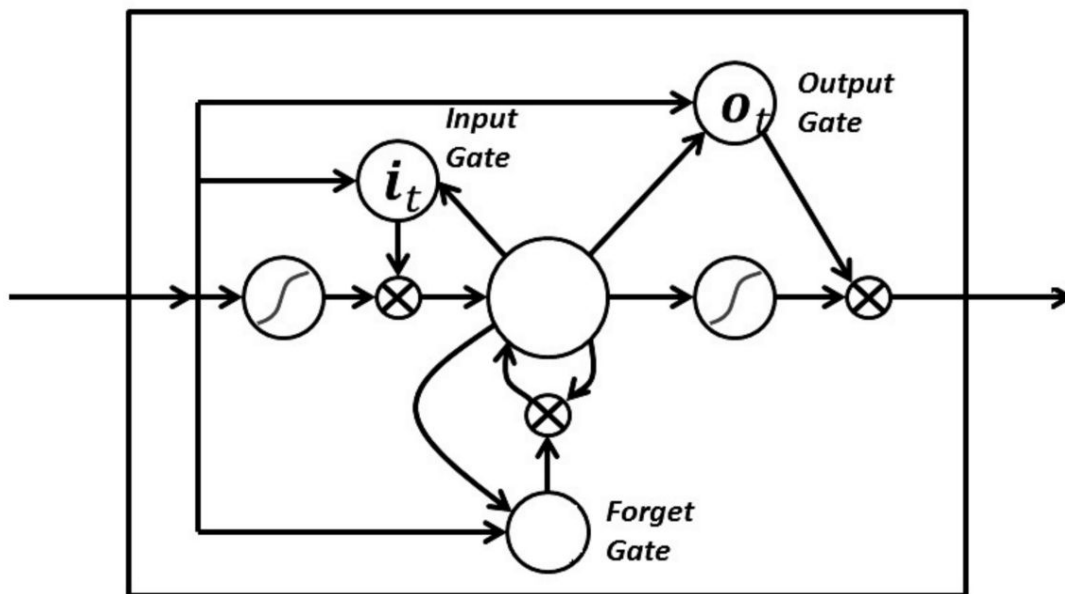 Output
Gate
o_t
Input
Gate
i_t
Forget
Gate